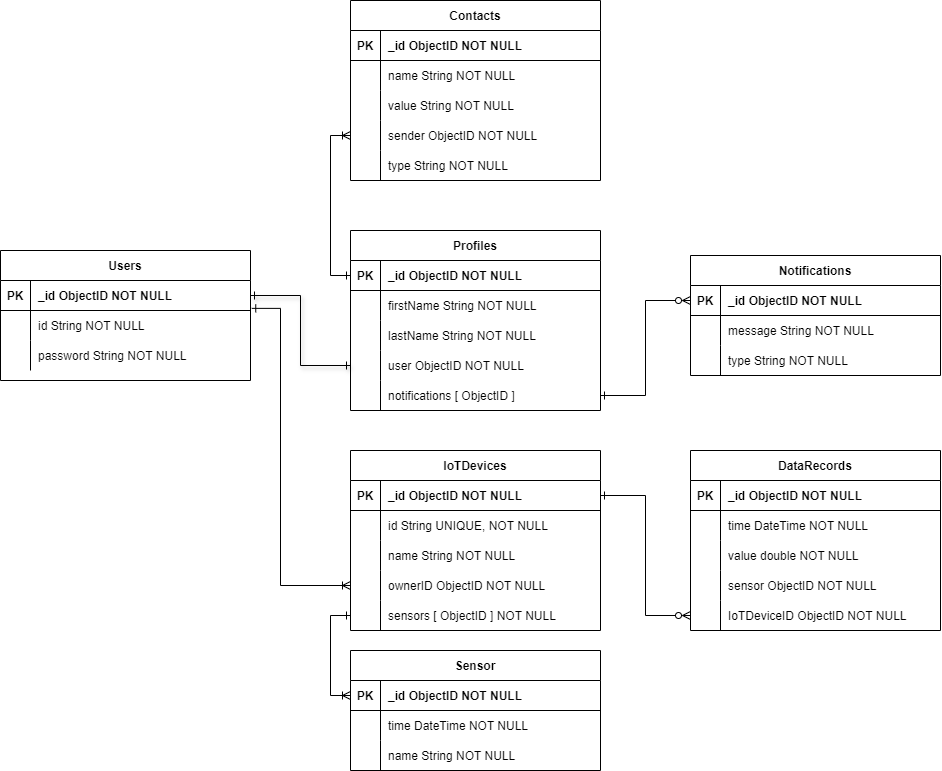 Contacts
PK _id ObjectID NOT NULL
name String NOT NULL
value String NOT NULL
sender ObjectID NOT NULL
type String NOT NULL
Users
PK _id ObjectID NOT NULL
id String NOT NULL
password String NOT NULL
Profiles
PK _id ObjectID NOT NULL
firstName String NOT NULL
lastName String NOT NULL
user ObjectID NOT NULL
notifications [ ObjectID ]
Notifications
PK _id ObjectID NOT NULL
message String NOT NULL
type String NOT NULL
IoTDevices
PK _id ObjectID NOT NULL
id String UNIQUE, NOT NULL
name String NOT NULL
ownerID ObjectID NOT NULL
sensors [ ObjectID ] NOT NULL
DataRecords
PK _id ObjectID NOT NULL
time DateTime NOT NULL
value double NOT NULL
sensor ObjectID NOT NULL
IoTDeviceID ObjectID NOT NULL
Sensor
PK _id ObjectID NOT NULL
time DateTime NOT NULL
name String NOT NULL